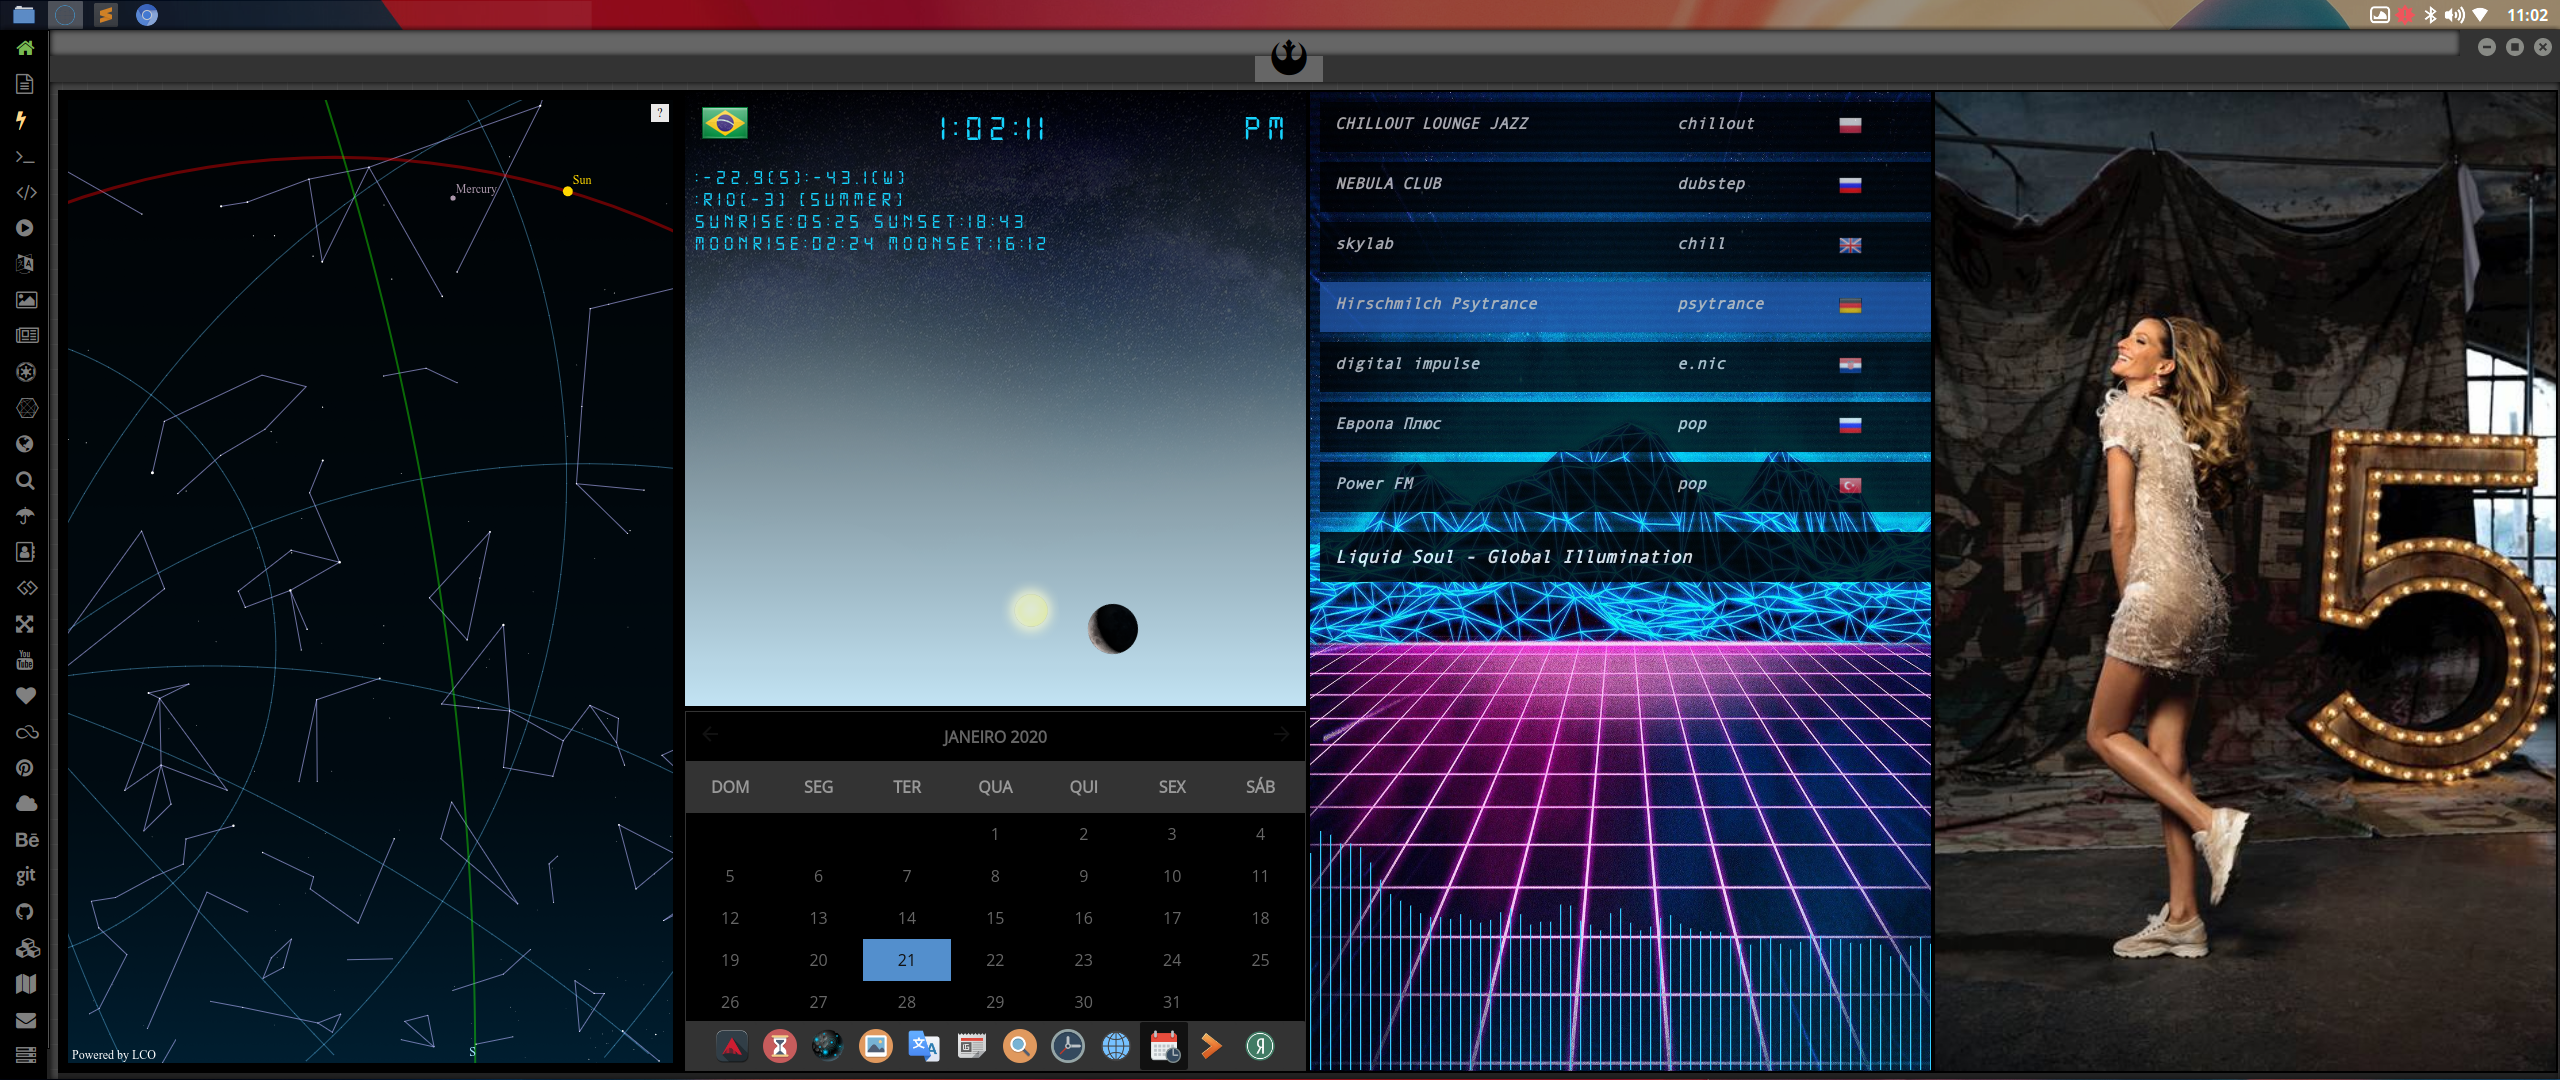 11:02
?
Sun
Mercury
S
Powered by LCO
1:02:11 PM
:-22.9(S):-43.1(W)
:RIO(-3) (SUMMER)
SUNRISE:05:25 SUNSET:18:43
MOONRISE:02:24 MOONSET:16:12
JANEIRO 2020
DOM SEG TER QUA QUI SEX SÁB
1 2 3 4
5 6 7 8 9 10 11
12 13 14 15 16 17 18
19 20 21 22 23 24 25
26 27 28 29 30 31
CHILLOUT LOUNGE JAZZ chillout
NEBULA CLUB dubstep
skylab chill
Hirschmilch Psytrance psytrance
digital impulse e.nic
Европа Плюс pop
Power FM pop
Liquid Soul - Global Illumination
You Tube
Bē
git
5